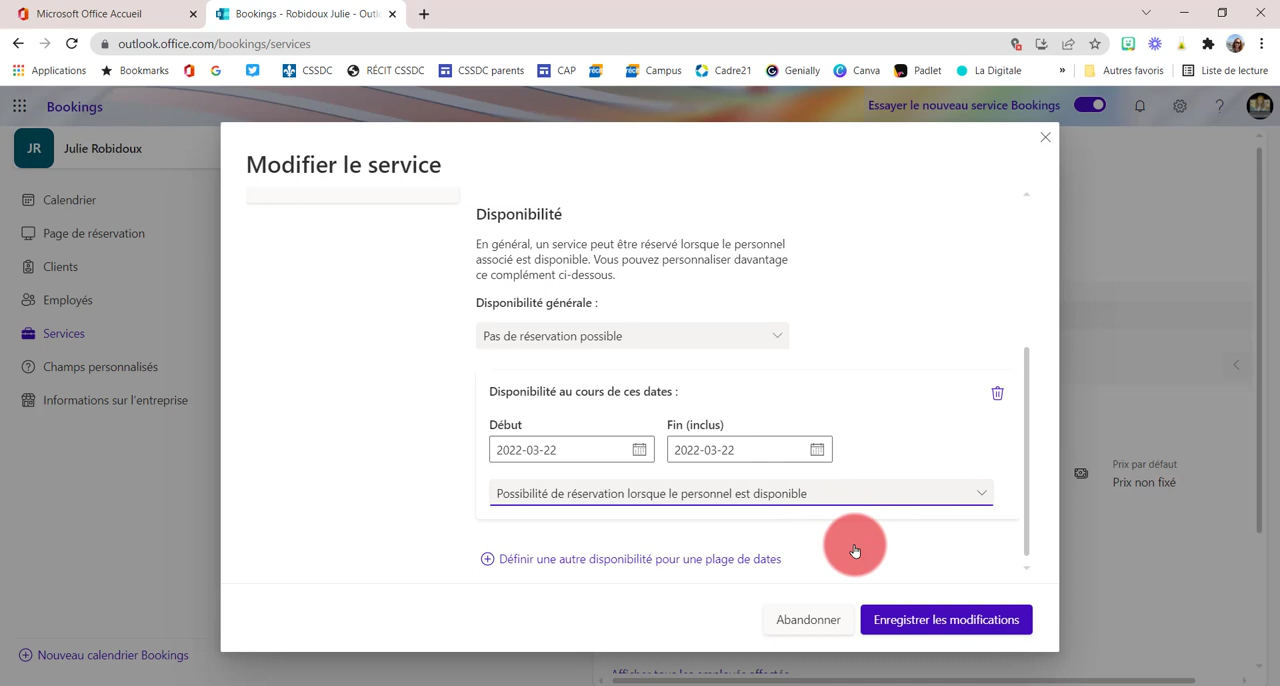 Microsoft Office Accueil
Bookings - Robidoux Julie - Outl
outlook.office.com/bookings/services
Applications
Bookmarks
CSSDC
RÉCIT CSSDC
CSSDC parents
CAP
Campus
Cadre21
Genially
Canva
Padlet
La Digitale
»
Autres favoris
Liste de lecture
Bookings
Essayer le nouveau service Bookings
JR
Julie Robidoux
Calendrier
Page de réservation
Clients
Employés
Services
Champs personnalisés
Informations sur l'entreprise
Nouveau calendrier Bookings
Modifier le service
Disponibilité
En général, un service peut être réservé lorsque le personnel
associé est disponible. Vous pouvez personnaliser davantage
ce complément ci-dessous.
Disponibilité générale :
Pas de réservation possible
Disponibilité au cours de ces dates :
Début
Fin (inclus)
2022-03-22
2022-03-22
Possibilité de réservation lorsque le personnel est disponible
Définir une autre disponibilité pour une plage de dates
Abandonner
Enregistrer les modifications
Prix par défaut
Prix non fixé
Afficher tous les employés affectés